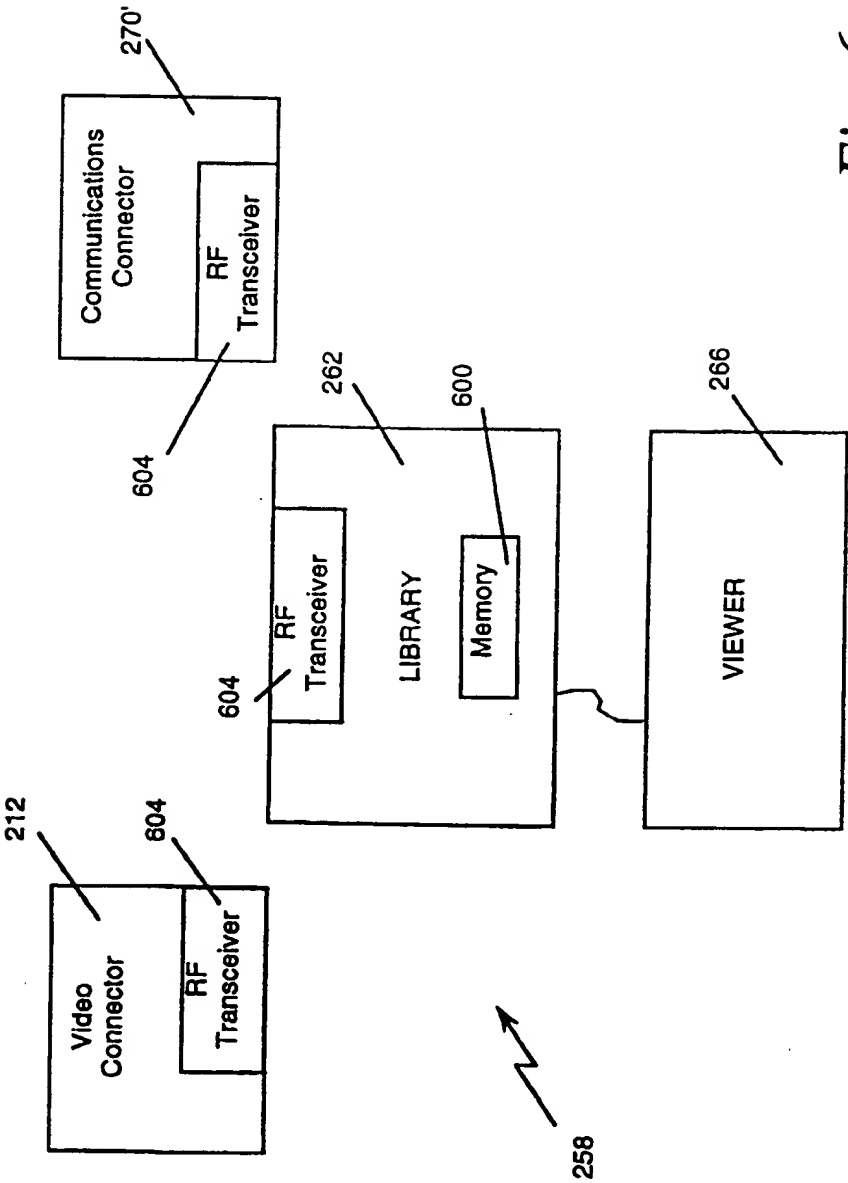 212
Video
Connector
604
RF
Transceiver
270'
Communications
Connector
604
RF
Transceiver
604
RF
Transceiver
262
LIBRARY
600
Memory
266
VIEWER
258